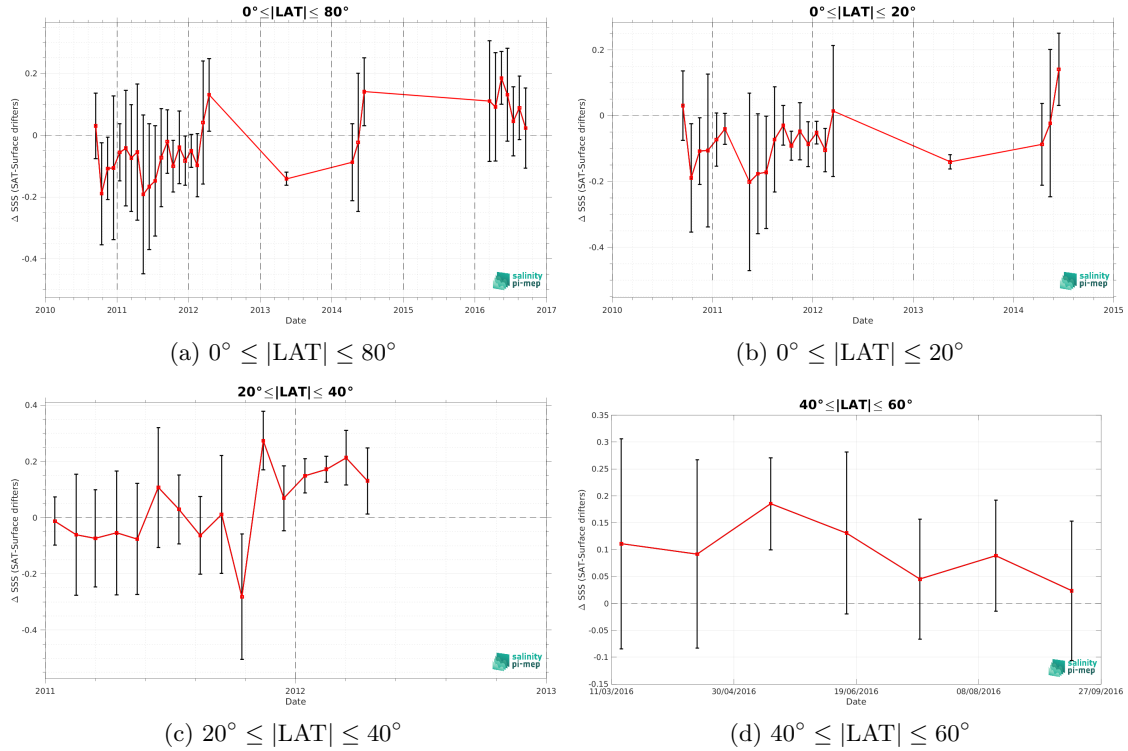 0°≤|LAT|≤ 80°
0.2
0
-0.2
-0.4
Δ SSS (SAT-Surface drifters)
2010 2011 2012 2013 2014 2015 2016 2017
Date
salinity
pi-mep
(a) 0° ≤ |LAT| ≤ 80°
0°≤|LAT|≤ 20°
0.2
0
-0.2
-0.4
Δ SSS (SAT-Surface drifters)
2010 2011 2012 2013 2014 2015
Date
salinity
pi-mep
(b) 0° ≤ |LAT| ≤ 20°
20°≤|LAT|≤ 40°
0.4
0.2
0
-0.2
-0.4
Δ SSS (SAT-Surface drifters)
2011 2012 2013
Date
salinity
pi-mep
(c) 20° ≤ |LAT| ≤ 40°
40°≤|LAT|≤ 60°
0.35
0.3
0.25
0.2
0.15
0.1
0.05
0
-0.05
-0.1
-0.15
Δ SSS (SAT-Surface drifters)
11/03/2016 30/04/2016 19/06/2016 08/08/2016 27/09/2016
Date
salinity
pi-mep
(d) 40° ≤ |LAT| ≤ 60°